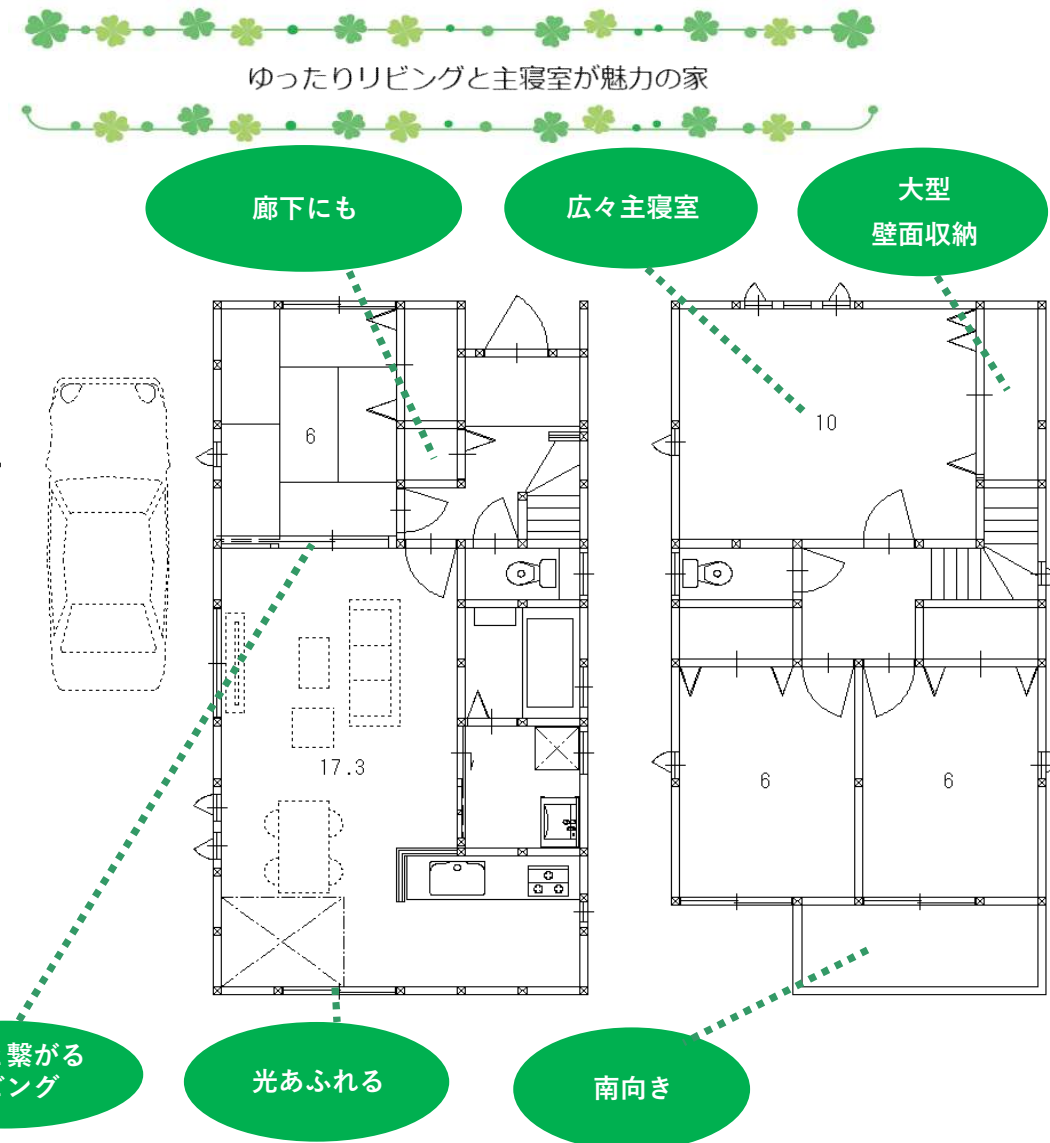 ゆったりリビングと主寝室が魅力の家
廊下にも
広々主寝室
大型
壁面収納
6
10
17.3
6
6
繋がる
ング
光あふれる
南向き